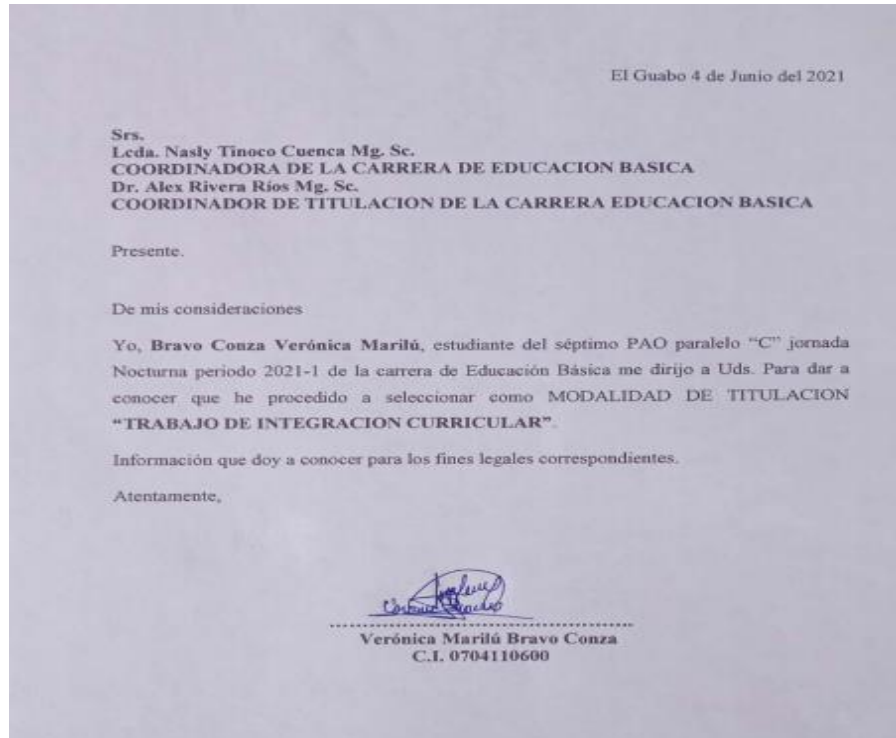 El Guabo 4 de Junio del 2021
Srs.
Lcda. Nasly Tinoco Cuenca Mg. Sc.
COORDINADORA DE LA CARRERA DE EDUCACION BASICA
Dr. Alex Rivera Ríos Mg. Sc.
COORDINADOR DE TITULACION DE LA CARRERA EDUCACION BASICA
Presente.
De mis consideraciones
Yo, Bravo Conza Verónica Marilú, estudiante del séptimo PAO paralelo “C” jornada
Nocturna periodo 2021-1 de la carrera de Educación Básica me dirijo a Uds. Para dar a
conocer que he procedido a seleccionar como MODALIDAD DE TITULACION
“TRABAJO DE INTEGRACION CURRICULAR”.
Información que doy a conocer para los fines legales correspondientes.
Atentamente,
Verónica Marilú Bravo Conza
C.I. 0704110600